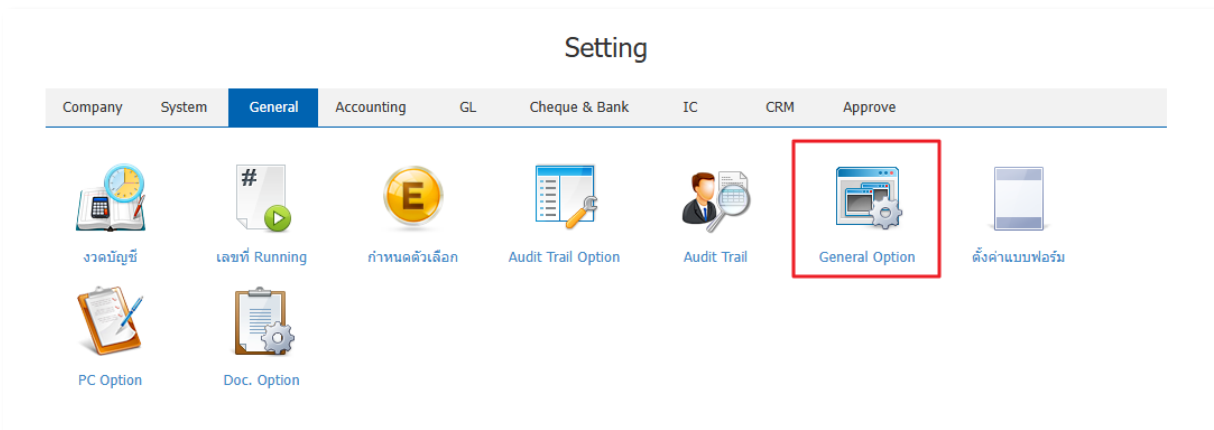 Setting
Company System General Accounting GL Cheque & Bank IC CRM Approve
#
E
งวดบัญชี เลขที่ Running กำหนดตัวเลือก Audit Trail Option Audit Trail General Option ตั้งค่าแบบฟอร์ม
PC Option Doc. Option